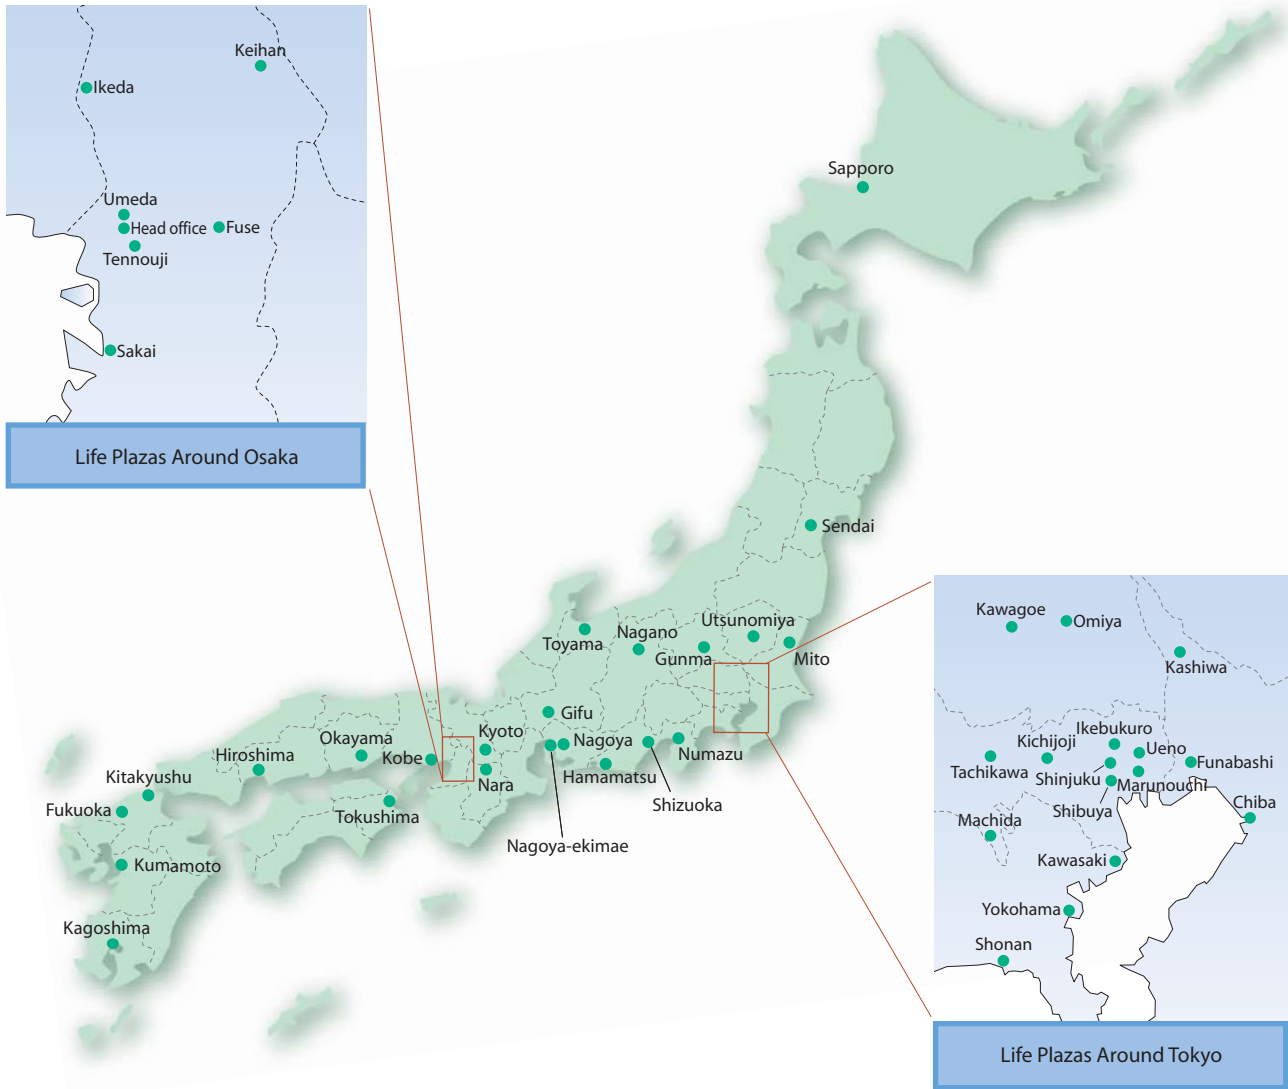 Keihan
Ikeda
Umeda
Head office
Fuse
Tennouji
Sakai
Life Plazas Around Osaka
Sapporo
Sendai
Utsunomiya
Toyama
Nagano
Gunma
Mito
Gifu
Kyoto
Nagoya
Numazu
Okayama
Kobe
Hiroshima
Hamamatsu
Nara
Kitakyushu
Shizuoka
Fukuoka
Tokushima
Nagoya-ekimae
Kumamoto
Kagoshima
Kawagoe
Omiya
Kashiwa
Ikebukuro
Kichijoji
Ueno
Funabashi
Tachikawa
Shinjuku
Marunouchi
Chiba
Shibuya
Machida
Kawasaki
Yokohama
Shonan
Life Plazas Around Tokyo